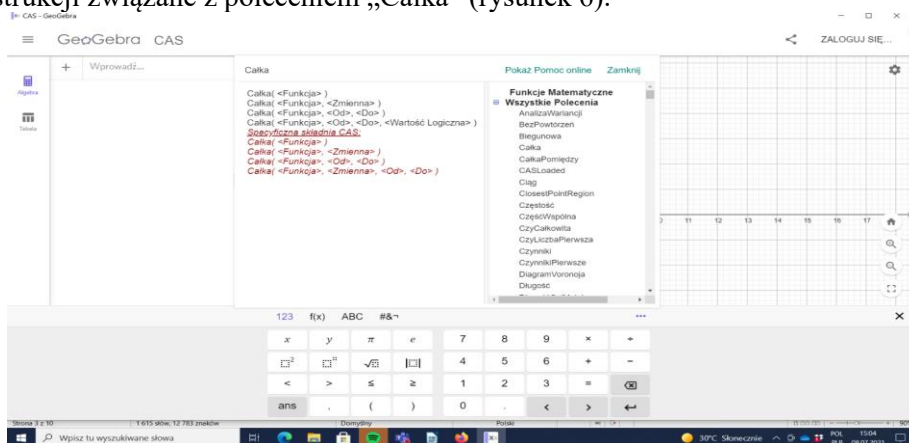 strukcji związane z poleceniem „Całka” (rysunek 6).
CAS - GeoGebra
GeoGebra CAS
ZALOGUJ SIĘ...
Algebra
Tabela
+ Wprowadź...
Całka
Pokaż Pomoc online Zamknij
Całka( <Funkcja> )
Całka( <Funkcja>, <Zmienna> )
Całka( <Funkcja>, <Od>, <Do> )
Całka( <Funkcja>, <Od>, <Do>, <Wartość Logiczna> )
Specyficzna składnia CAS:
Całka( <Funkcja> )
Całka( <Funkcja>, <Zmienna> )
Całka( <Funkcja>, <Od>, <Do> )
Całka( <Funkcja>, <Zmienna>, <Od>, <Do> )
Funkcje Matematyczne
Wszystkie Polecenia
AnalizaWariancji
BezPowtórzeń
Biegunowa
Całka
CałkaPomiędzy
CASLoaded
Ciąg
ClosestPointRegion
Częstość
CzęśćWspólna
CzyCałkowita
CzyLiczbaPierwsza
Czynniki
CzynnikiPierwsze
DiagramVoronoja
Długość
11 12 13 14 15 16 17
123 f(x) ABC #&¬
x y π e 7 8 9 × ÷
4 5 6 + −
< > ≤ ≥ 1 2 3 =
ans , ( ) 0 . < >
Strona 3 z 10 1 615 słów, 12 783 znaków Domyślny Polski 90%
Wpisz tu wyszukiwane słowa
30°C Słonecznie
POL 15:04